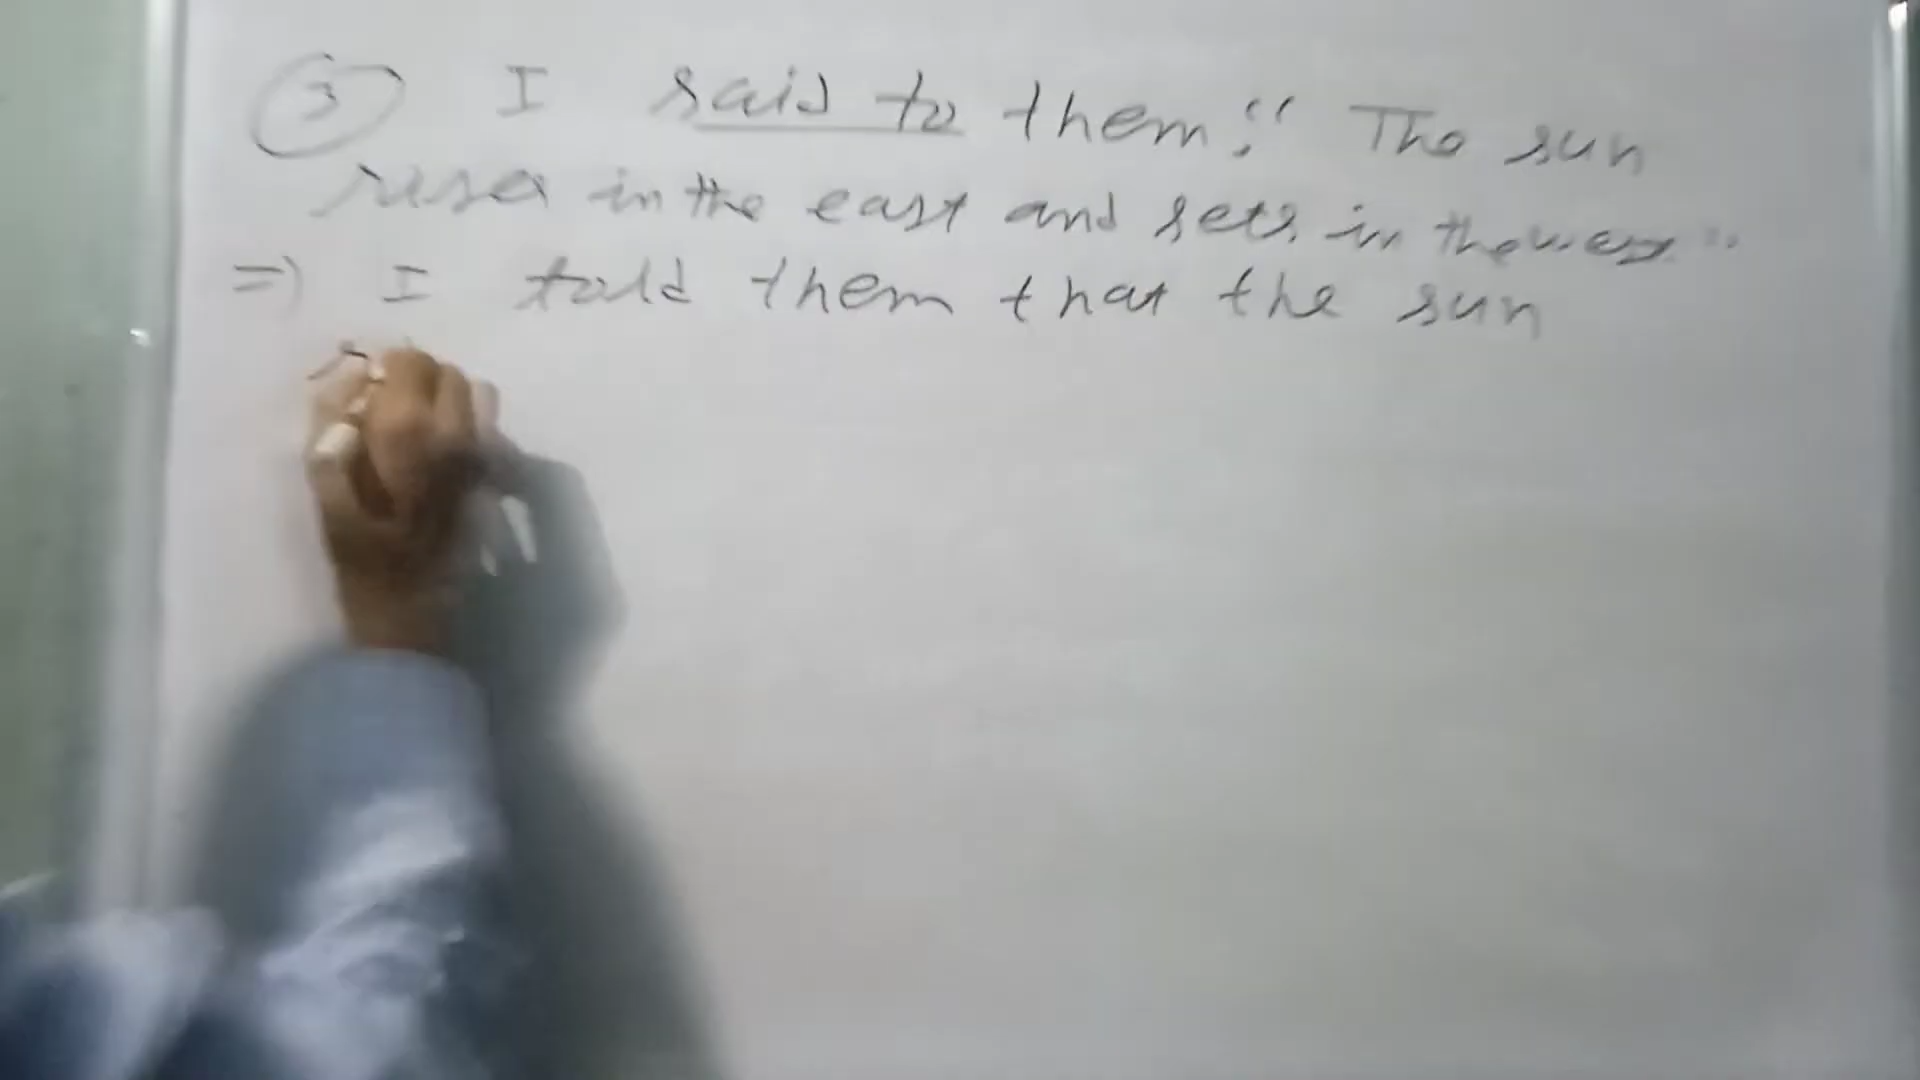 ③ I said to them, " The sun
rises in the east and sets in the west "
⇒ I told them that the sun